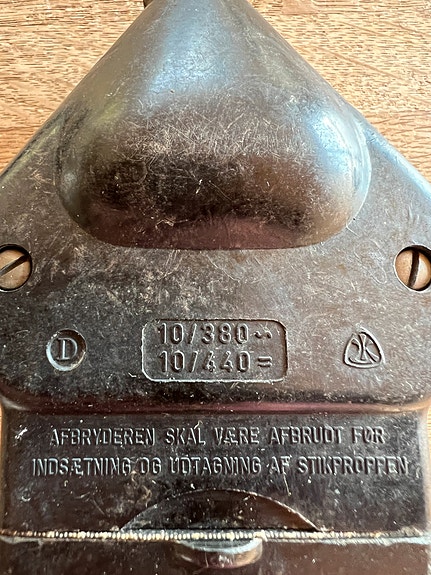 10/380 ~
D 10/440 = K
AFBRYDEREN SKAL VÆRE AFBRUDT FØR
INDSÆTNING OG UDTAGNING AF STIKPROPPEN